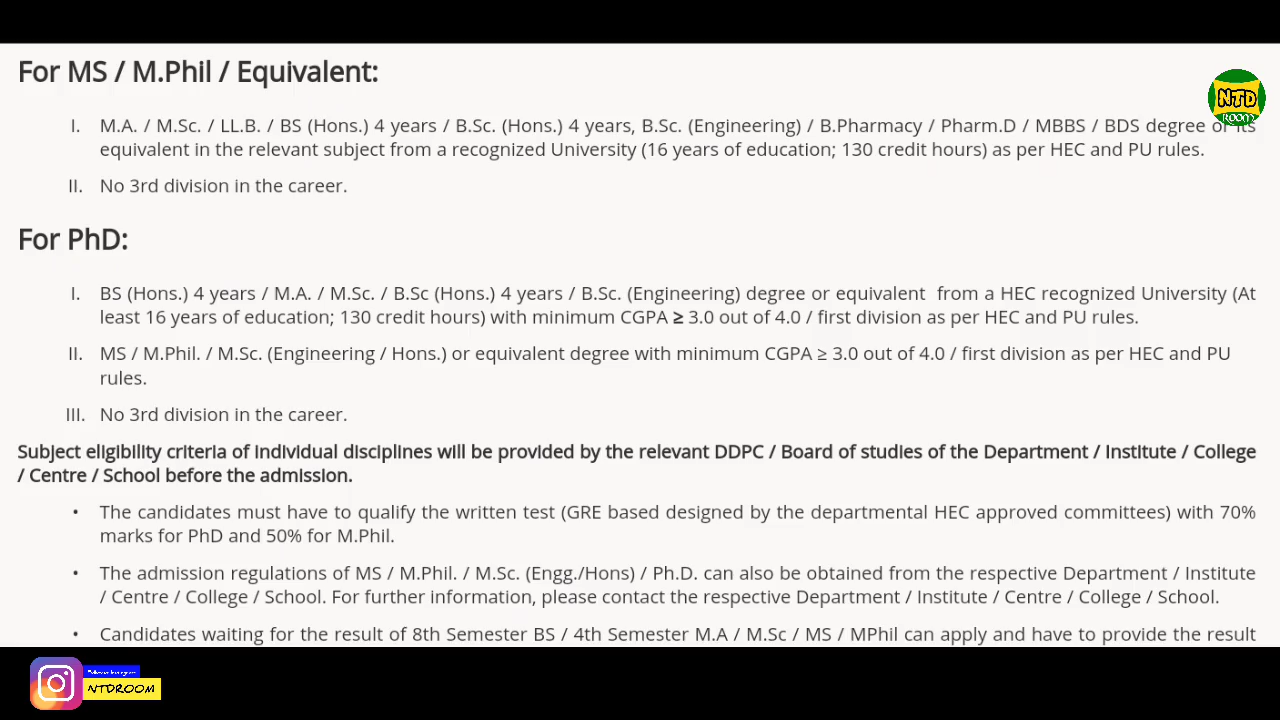 For MS / M.Phil / Equivalent:
NTD
ROOM
I. M.A. / M.Sc. / LL.B. / BS (Hons.) 4 years / B.Sc. (Hons.) 4 years, B.Sc. (Engineering) / B.Pharmacy / Pharm.D / MBBS / BDS degree or its
equivalent in the relevant subject from a recognized University (16 years of education; 130 credit hours) as per HEC and PU rules.
II. No 3rd division in the career.
For PhD:
I. BS (Hons.) 4 years / M.A. / M.Sc. / B.Sc (Hons.) 4 years / B.Sc. (Engineering) degree or equivalent from a HEC recognized University (At
least 16 years of education; 130 credit hours) with minimum CGPA ≥ 3.0 out of 4.0 / first division as per HEC and PU rules.
II. MS / M.Phil. / M.Sc. (Engineering / Hons.) or equivalent degree with minimum CGPA ≥ 3.0 out of 4.0 / first division as per HEC and PU
rules.
III. No 3rd division in the career.
Subject eligibility criteria of individual disciplines will be provided by the relevant DDPC / Board of studies of the Department / Institute / College
/ Centre / School before the admission.
• The candidates must have to qualify the written test (GRE based designed by the departmental HEC approved committees) with 70%
marks for PhD and 50% for M.Phil.
• The admission regulations of MS / M.Phil. / M.Sc. (Engg./Hons) / Ph.D. can also be obtained from the respective Department / Institute
/ Centre / College / School. For further information, please contact the respective Department / Institute / Centre / College / School.
• Candidates waiting for the result of 8th Semester BS / 4th Semester M.A / M.Sc / MS / MPhil can apply and have to provide the result
NTDROOM